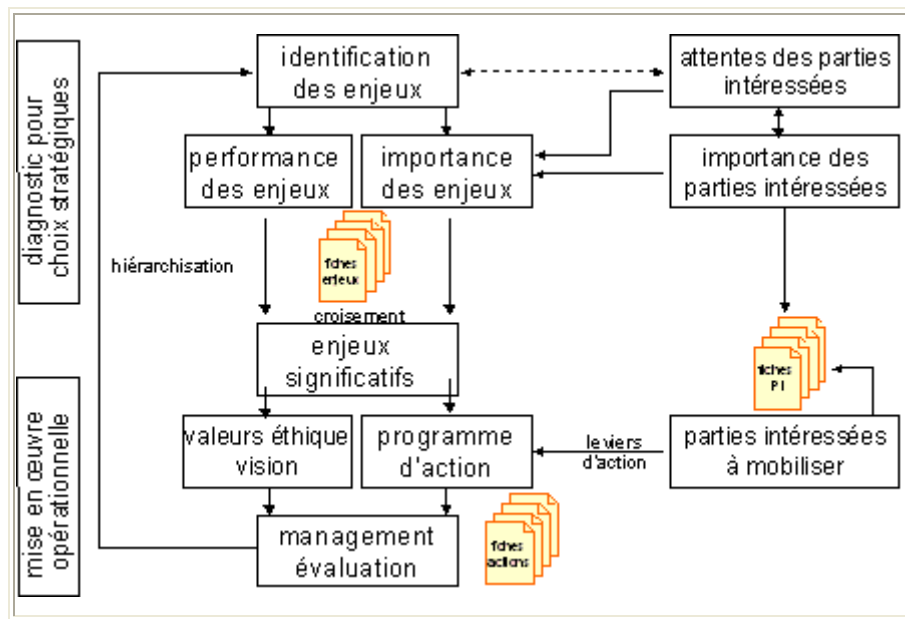 diagnostic pour
choix stratégiques
identification
des enjeux
attentes des parties
intéressées
performance
des enjeux
importance
des enjeux
importance des
parties intéressées
hiérarchisation
fiches
enjeux
croisement
enjeux
significatifs
fiches
PI
mise en œuvre
opérationnelle
valeurs éthique
vision
programme
d'action
leviers
d'action
parties intéressées
à mobiliser
management
évaluation
fiches
actions